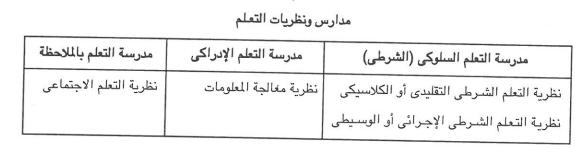 مدارس ونظريات التعلم
مدرسة التعلم السلوكى (الشرطى) مدرسة التعلم الإدراكى مدرسة التعلم بالملاحظة
نظرية التعلم الشرطى التقليدى أو الكلاسيكى نظرية مغالجة المعلومات نظرية التعلم الاجتماعى
نظرية التعلم الشرطى الإجرائى أو الوسيطى